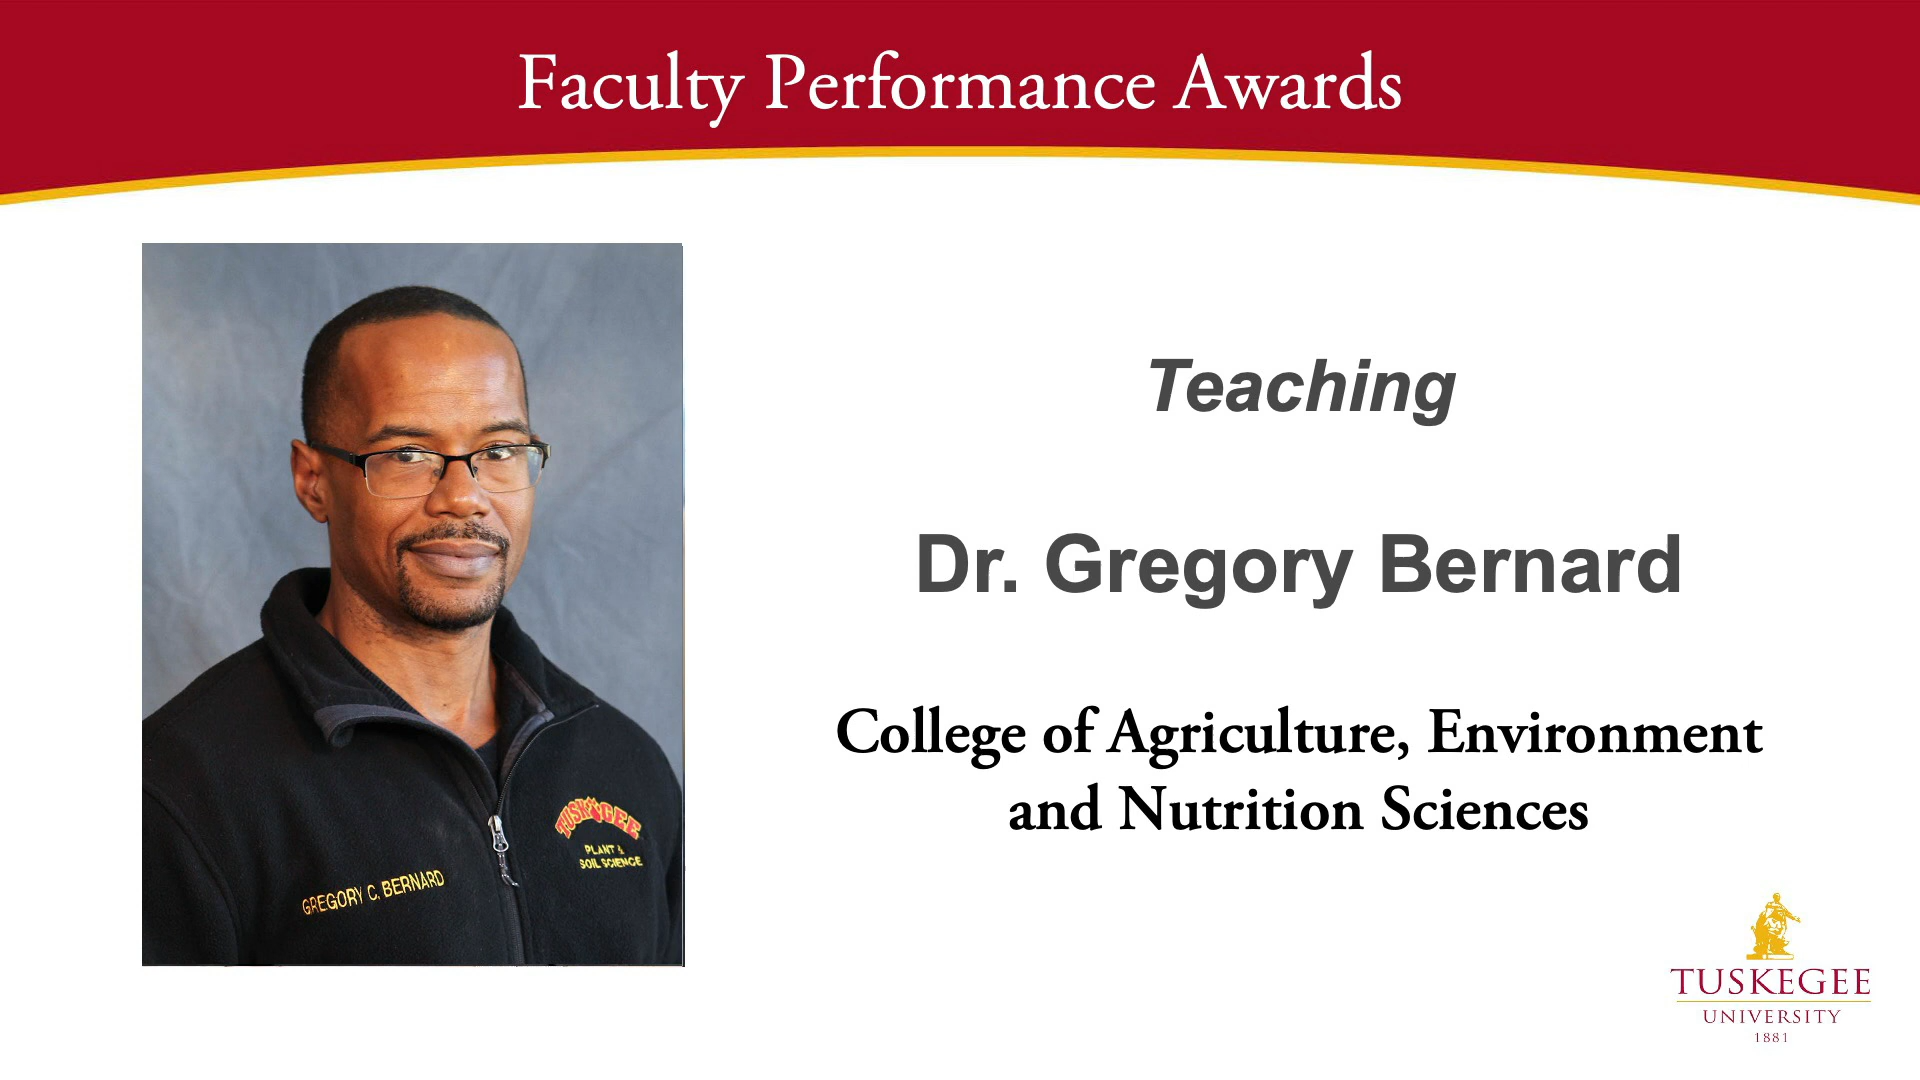 Faculty Performance Awards
Teaching
Dr. Gregory Bernard
College of Agriculture, Environment
and Nutrition Sciences
TUSKEGEE
PLANT &
SOIL SCIENCE
GREGORY C. BERNARD
TUSKEGEE
UNIVERSITY
1881